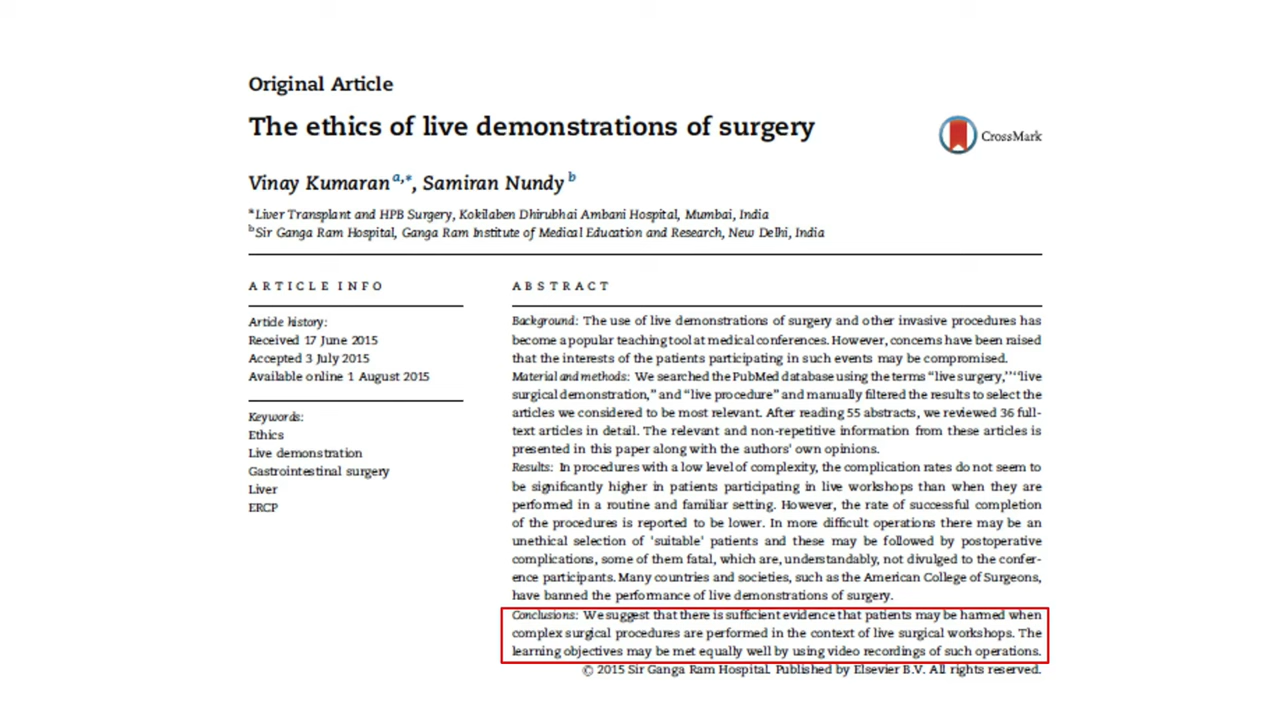 Original Article
The ethics of live demonstrations of surgery
CrossMark
Vinay Kumaran a,*, Samiran Nundy b
*Liver Transplant and HPB Surgery, Kokilaben Dhirubhai Ambani Hospital, Mumbai, India
b Sir Ganga Ram Hospital, Ganga Ram Institute of Medical Education and Research, New Delhi, India
ARTICLE INFO
Article history:
Received 17 June 2015
Accepted 3 July 2015
Available online 1 August 2015
Keywords:
Ethics
Live demonstration
Gastrointestinal surgery
Liver
ERCP
ABSTRACT
Background: The use of live demonstrations of surgery and other invasive procedures has
become a popular teaching tool at medical conferences. However, concerns have been raised
that the interests of the patients participating in such events may be compromised.
Material and methods: We searched the PubMed database using the terms “live surgery,” “live
surgical demonstration,” and “live procedure” and manually filtered the results to select the
articles we considered to be most relevant. After reading 55 abstracts, we reviewed 36 full-
text articles in detail. The relevant and non-repetitive information from these articles is
presented in this paper along with the authors' own opinions.
Results: In procedures with a low level of complexity, the complication rates do not seem to
be significantly higher in patients participating in live workshops than when they are
performed in a routine and familiar setting. However, the rate of successful completion
of the procedures is reported to be lower. In more difficult operations there may be an
unethical selection of 'suitable' patients and these may be followed by postoperative
complications, some of them fatal, which are, understandably, not divulged to the confer-
ence participants. Many countries and societies, such as the American College of Surgeons,
have banned the performance of live demonstrations of surgery.
Conclusions: We suggest that there is sufficient evidence that patients may be harmed when
complex surgical procedures are performed in the context of live surgical workshops. The
learning objectives may be met equally well by using video recordings of such operations.
© 2015 Sir Ganga Ram Hospital. Published by Elsevier B.V. All rights reserved.